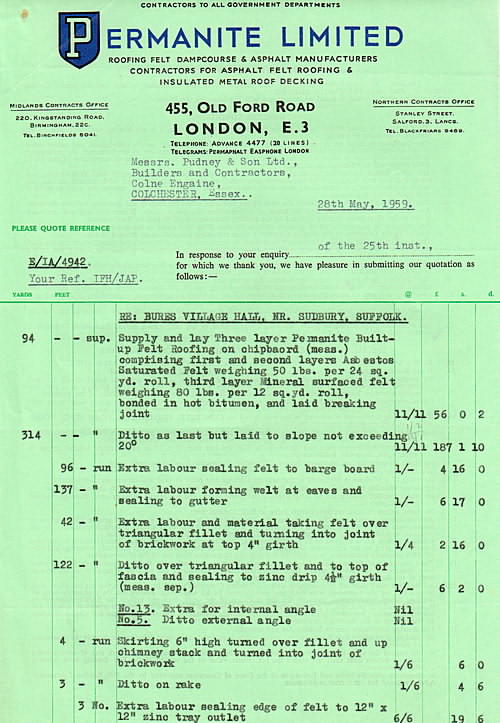 CONTRACTORS TO ALL GOVERNMENT DEPARTMENTS
PERMANITE LIMITED
ROOFING FELT DAMPCOURSE & ASPHALT MANUFACTURERS
CONTRACTORS FOR ASPHALT FELT ROOFING &
INSULATED METAL ROOF DECKING
MIDLANDS CONTRACTS OFFICE
220, KINGSTANDING ROAD,
BIRMINGHAM, 22C.
TEL. BIRCHFIELDS 5041.
455, OLD FORD ROAD
LONDON, E.3
TELEPHONE: ADVANCE 4477 (20 LINES)
TELEGRAMS: PERMAPHALT EASPHONE LONDON
NORTHERN CONTRACTS OFFICE
STANLEY STREET,
SALFORD, 3, LANCS.
TEL. BLACKFRIARS 9469.
Messrs. Pudney & Son Ltd.,
Builders and Contractors,
Colne Engaine,
COLCHESTER, Essex..
28th May, 1959.
PLEASE QUOTE REFERENCE
E/IA/4942.
Your Ref. IFH/JAP.
In response to your enquiry of the 25th inst.,
for which we thank you, we have pleasure in submitting our quotation as
follows:—
YARDS FEET @ £ s. d.
RE: BURES VILLAGE HALL, NR. SUDBURY, SUFFOLK.
94 - - sup. Supply and lay Three layer Permanite Built-
up Felt Roofing on chipbaord (meas.)
comprising first and second layers Asbestos
Saturated Felt weighing 50 lbs. per 24 sq.
yd. roll, third layer Mineral surfaced felt
weighing 80 lbs. per 12 sq.yd. roll,
bonded in hot bitumen, and laid breaking
joint 11/11 56 0 2
314 - - " Ditto as last but laid to slope not exceeding
20° 11/11 187 1 10
96 - run Extra labour sealing felt to barge board 1/- 4 16 0
137 - " Extra labour forming welt at eaves and
sealing to gutter 1/- 6 17 0
42 - " Extra labour and material taking felt over
triangular fillet and turning into joint
of brickwork at top 4" girth 1/4 2 16 0
122 - " Ditto over triangular fillet and to top of
fascia and sealing to zinc drip 4½" girth
(meas. sep.) 1/- 6 2 0
No.13. Extra for internal angle Nil
No.5. Ditto external angle Nil
4 - run Skirting 6" high turned over fillet and up
chimney stack and turned into joint of
brickwork 1/6 6 0
3 - " Ditto on rake 1/6 4 6
3 No. Extra labour sealing edge of felt to 12" x
12" zinc tray outlet 6/6 19 6